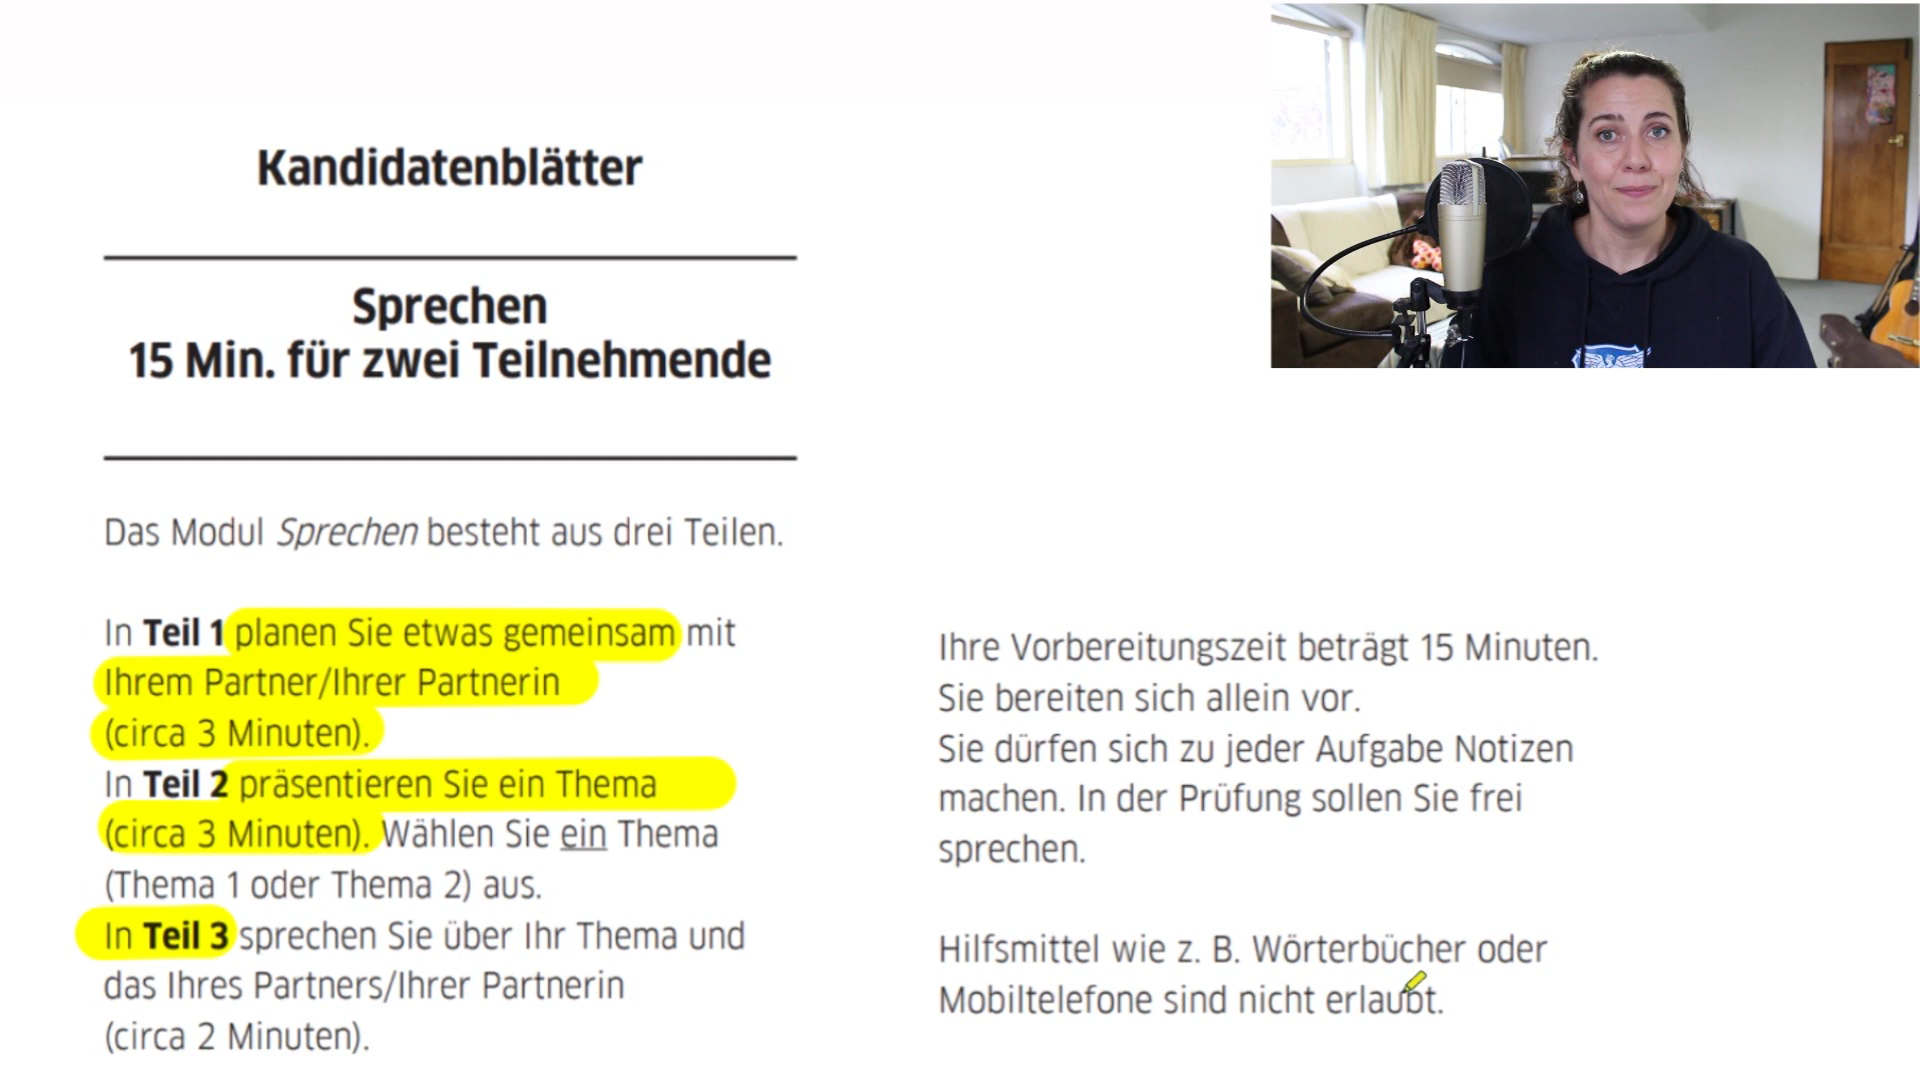 Kandidatenblätter
Sprechen
15 Min. für zwei Teilnehmende
Das Modul Sprechen besteht aus drei Teilen.
In Teil 1 planen Sie etwas gemeinsam mit
Ihrem Partner/Ihrer Partnerin
(circa 3 Minuten).
In Teil 2 präsentieren Sie ein Thema
(circa 3 Minuten). Wählen Sie ein Thema
(Thema 1 oder Thema 2) aus.
In Teil 3 sprechen Sie über Ihr Thema und
das Ihres Partners/Ihrer Partnerin
(circa 2 Minuten).
Ihre Vorbereitungszeit beträgt 15 Minuten.
Sie bereiten sich allein vor.
Sie dürfen sich zu jeder Aufgabe Notizen
machen. In der Prüfung sollen Sie frei
sprechen.
Hilfsmittel wie z. B. Wörterbücher oder
Mobiltelefone sind nicht erlaubt.